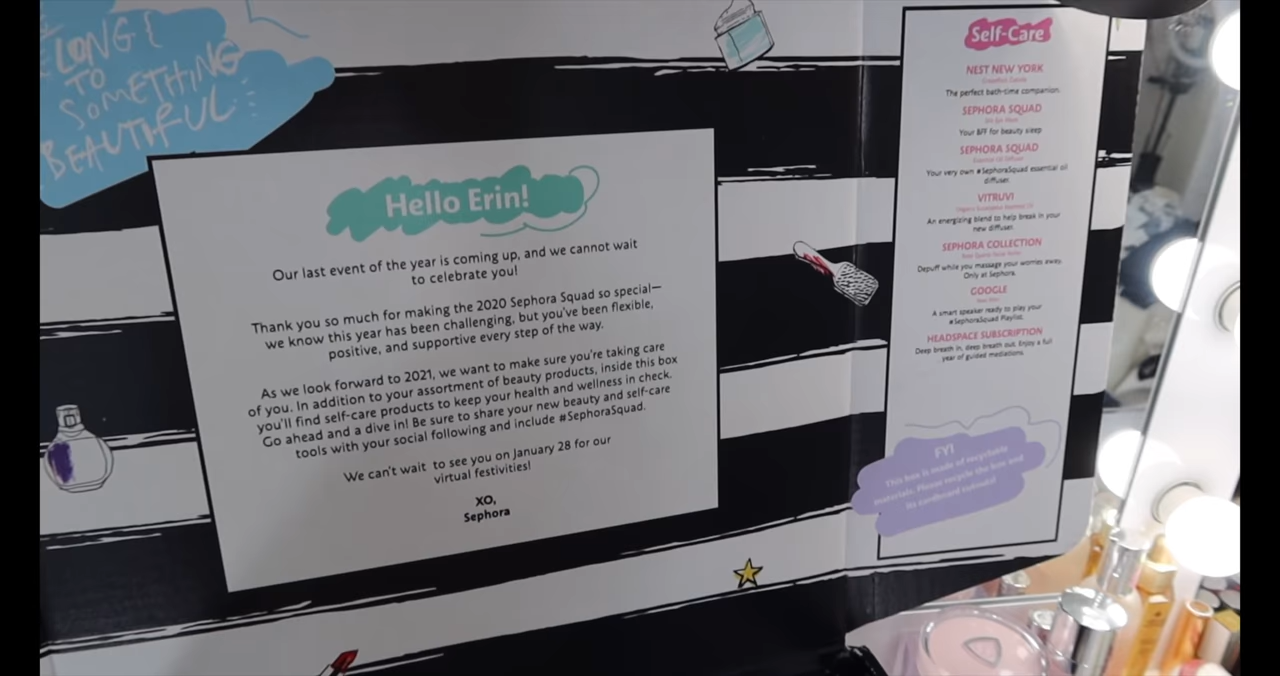 LONG
TO
SOMETHING
BEAUTIFUL
Hello Erin!
Our last event of the year is coming up, and we cannot wait
to celebrate you!
Thank you so much for making the 2020 Sephora Squad so special—
we know this year has been challenging, but you've been flexible,
positive, and supportive every step of the way.
As we look forward to 2021, we want to make sure you're taking care
of you. In addition to your assortment of beauty products, inside this box
you'll find self-care products to keep your health and wellness in check.
Go ahead and a dive in! Be sure to share your new beauty and self-care
tools with your social following and include #SephoraSquad.
We can't wait to see you on January 28 for our
virtual festivities!
XO,
Sephora
Self-Care
NEST NEW YORK
The perfect bath-time companion.
SEPHORA SQUAD
Your BFF for beauty sleep
SEPHORA SQUAD
Essential Oil Diffuser
Your very own #SephoraSquad essential oil
diffuser.
VITRUVI
An energizing blend to help break in your
new diffuser.
SEPHORA COLLECTION
Depuff while you massage your worries away.
Only at Sephora.
GOOGLE
A smart speaker ready to play your
#SephoraSquad Playlist.
HEADSPACE SUBSCRIPTION
Deep breath in, deep breath out. Enjoy a full
year of guided mediations.
FYI
This box is made of recyclable
materials. Please recycle the box and
its cardboard